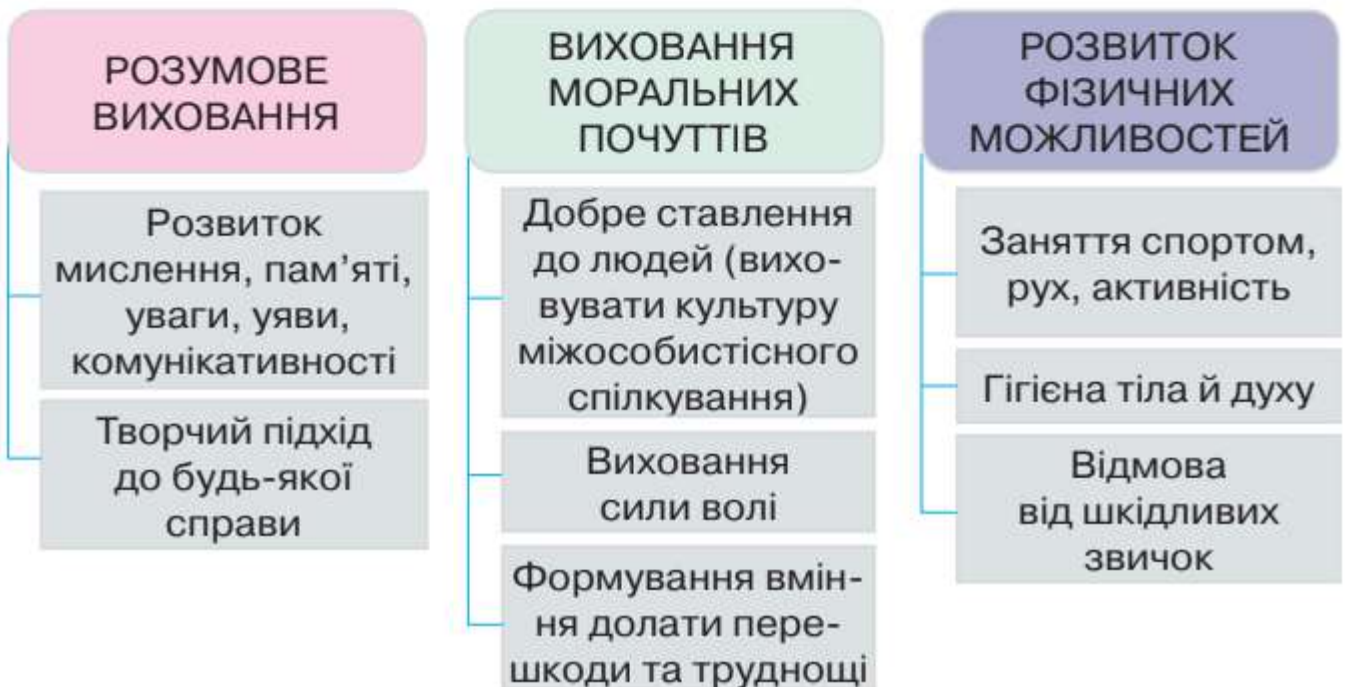 РОЗУМОВЕ
ВИХОВАННЯ
Розвиток
мислення, пам’яті,
уваги, уяви,
комунікативності
Творчий підхід
до будь-якої
справи
ВИХОВАННЯ
МОРАЛЬНИХ
ПОЧУТТІВ
Добре ставлення
до людей (вихо-
вувати культуру
міжособистісного
спілкування)
Виховання
сили волі
Формування вмін-
ня долати пере-
шкоди та труднощі
РОЗВИТОК
ФІЗИЧНИХ
МОЖЛИВОСТЕЙ
Заняття спортом,
рух, активність
Гігієна тіла й духу
Відмова
від шкідливих
звичок